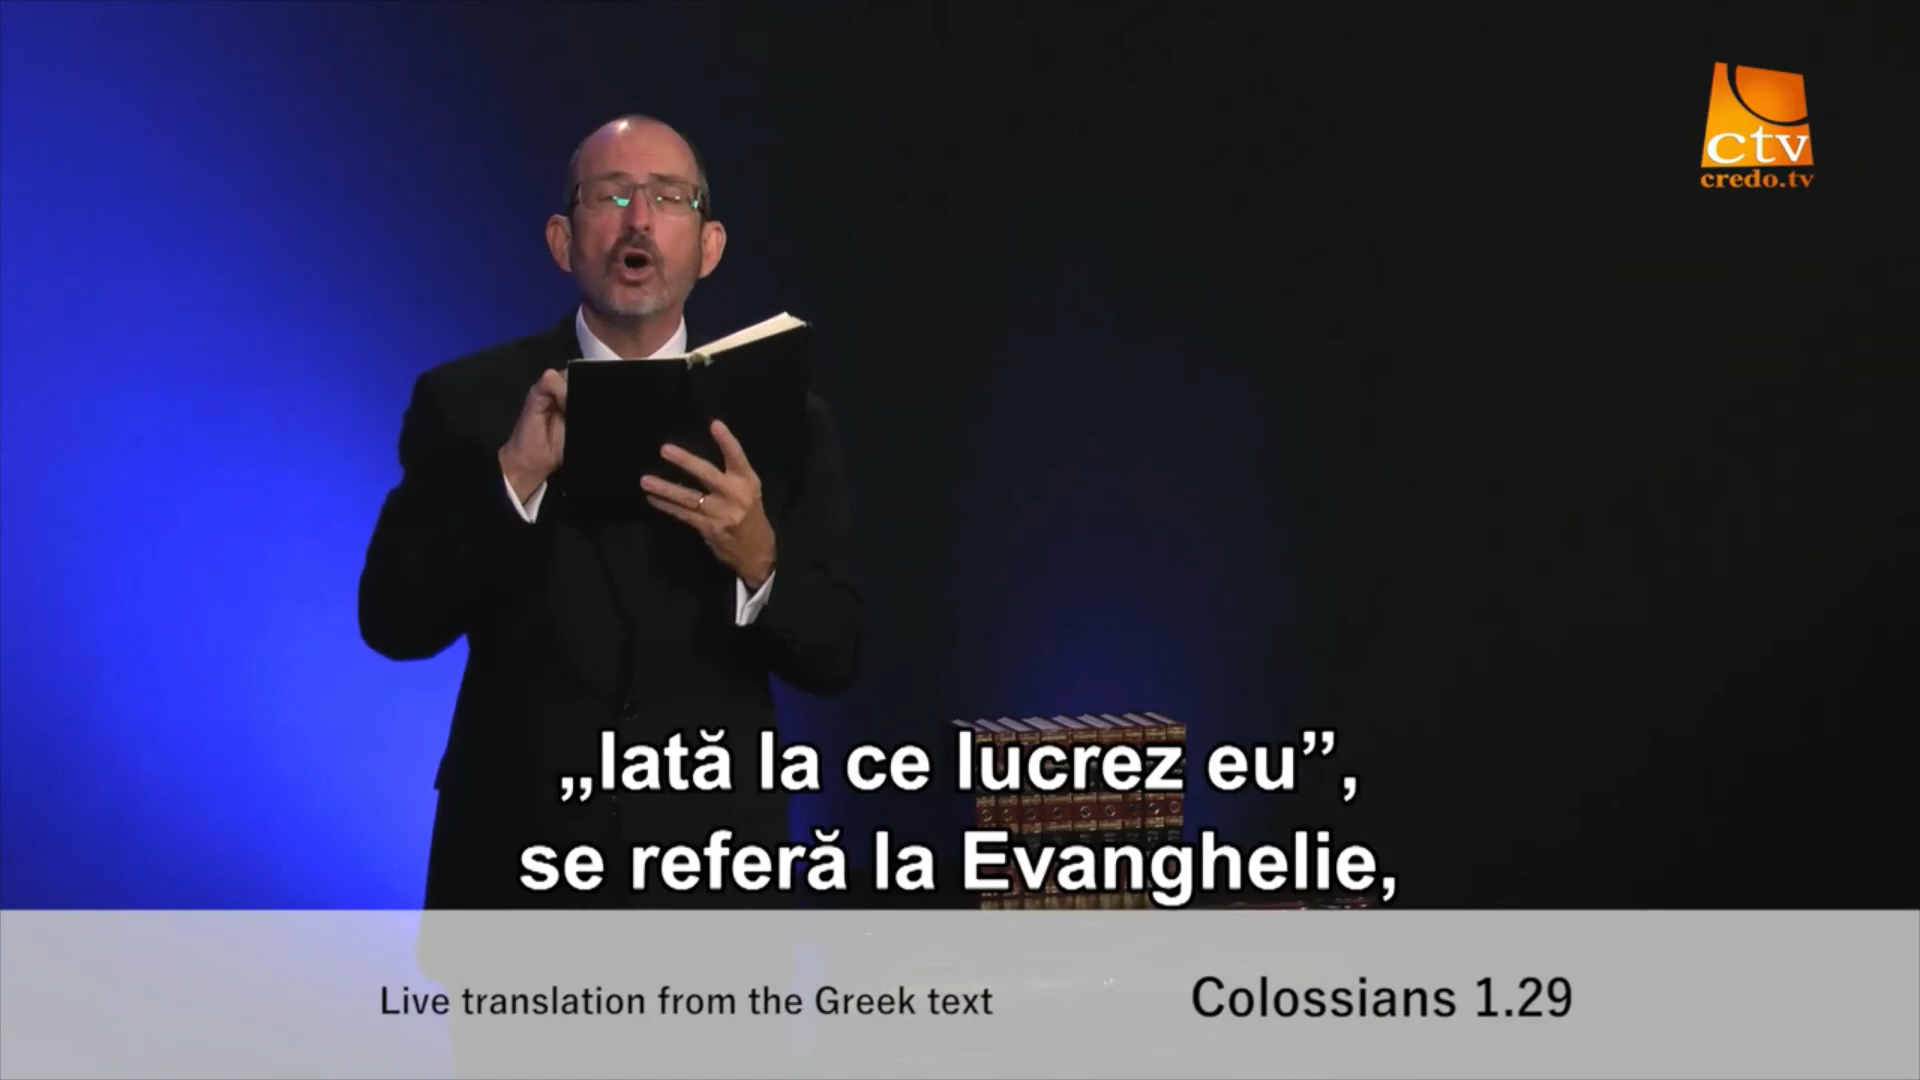 ctv
credo.tv
„Iată la ce lucrez eu”,
se referă la Evanghelie,
Live translation from the Greek text
Colossians 1.29